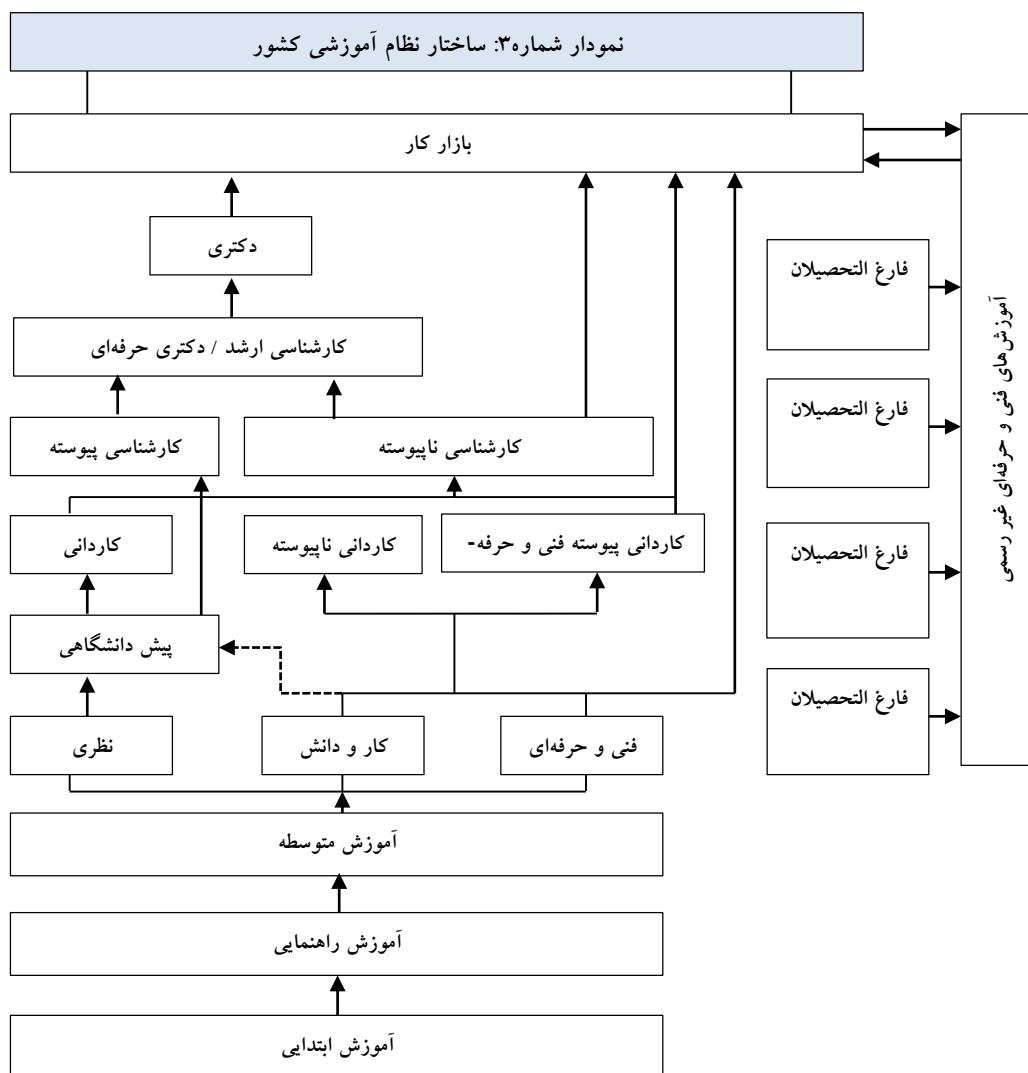 نمودار شماره۳: ساختار نظام آموزشی کشور
بازار کار
دکتری
فارغ التحصیلان
آموزش‌های فنی و حرفه‌ای غیر رسمی
کارشناسی ارشد / دکتری حرفه‌ای
فارغ التحصیلان
کارشناسی ناپیوسته
کارشناسی پیوسته
کاردانی پیوسته فنی و حرفه-
کاردانی ناپیوسته
کاردانی
فارغ التحصیلان
پیش دانشگاهی
فارغ التحصیلان
فنی و حرفه‌ای
کار و دانش
نظری
آموزش متوسطه
آموزش راهنمایی
آموزش ابتدایی